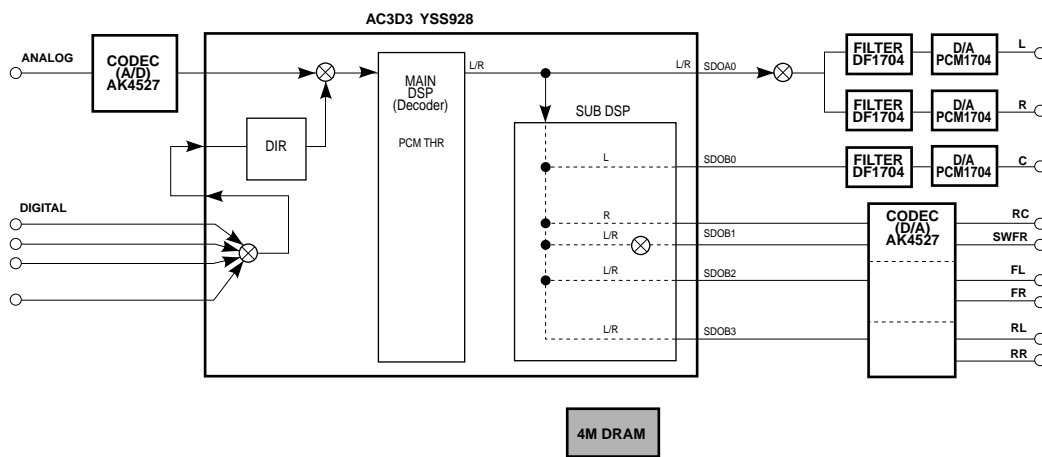 AC3D3 YSS928
ANALOG
CODEC
(A/D)
AK4527
MAIN
DSP
(Decoder)
PCM THR
DIR
DIGITAL
L/R
L/R
SDOA0
SUB DSP
L
SDOB0
R
L/R
SDOB1
L/R
SDOB2
L/R
SDOB3
FILTER
DF1704
D/A
PCM1704
L
FILTER
DF1704
D/A
PCM1704
R
FILTER
DF1704
D/A
PCM1704
C
CODEC
(D/A)
AK4527
RC
SWFR
FL
FR
RL
RR
4M DRAM